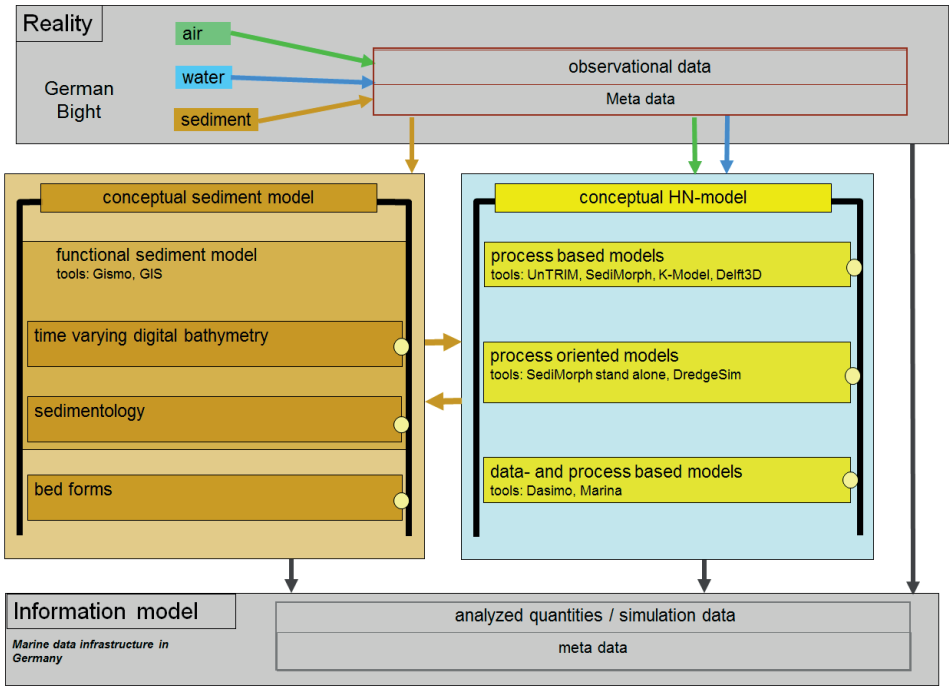 Reality
air
German
Bight
water
sediment
observational data
Meta data
conceptual sediment model
functional sediment model
tools: Gismo, GIS
time varying digital bathymetry
sedimentology
bed forms
conceptual HN-model
process based models
tools: UnTRIM, SediMorph, K-Model, Delft3D
process oriented models
tools: SediMorph stand alone, DredgeSim
data- and process based models
tools: Dasimo, Marina
Information model
Marine data infrastructure in
Germany
analyzed quantities / simulation data
meta data